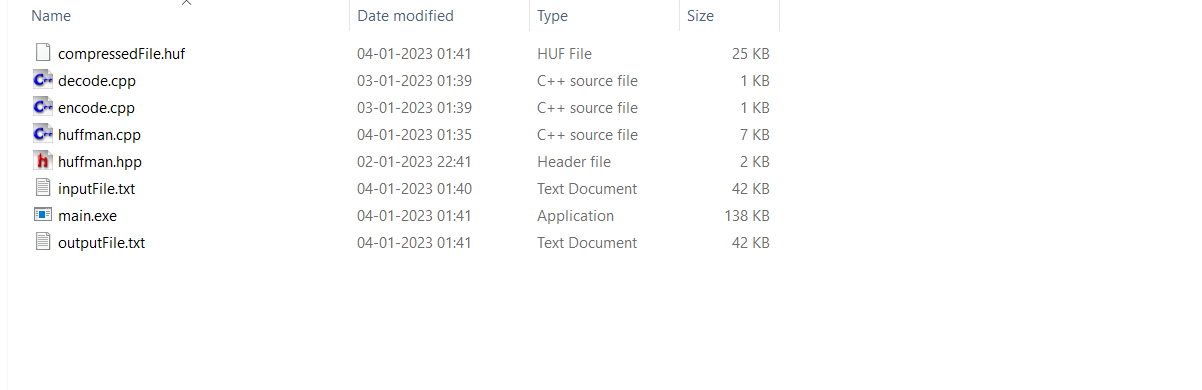 Name Date modified Type Size
compressedFile.huf 04-01-2023 01:41 HUF File 25 KB
decode.cpp 03-01-2023 01:39 C++ source file 1 KB
encode.cpp 03-01-2023 01:39 C++ source file 1 KB
huffman.cpp 04-01-2023 01:35 C++ source file 7 KB
huffman.hpp 02-01-2023 22:41 Header file 2 KB
inputFile.txt 04-01-2023 01:40 Text Document 42 KB
main.exe 04-01-2023 01:41 Application 138 KB
outputFile.txt 04-01-2023 01:41 Text Document 42 KB